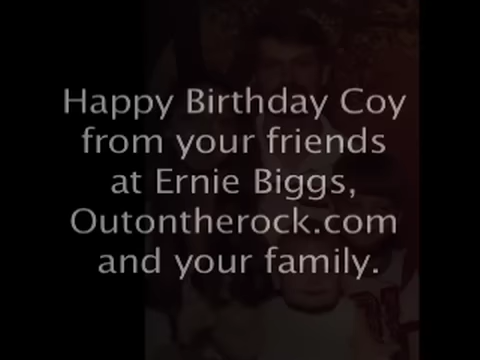 Happy Birthday Coy
from your friends
at Ernie Biggs,
Outontherock.com
and your family.